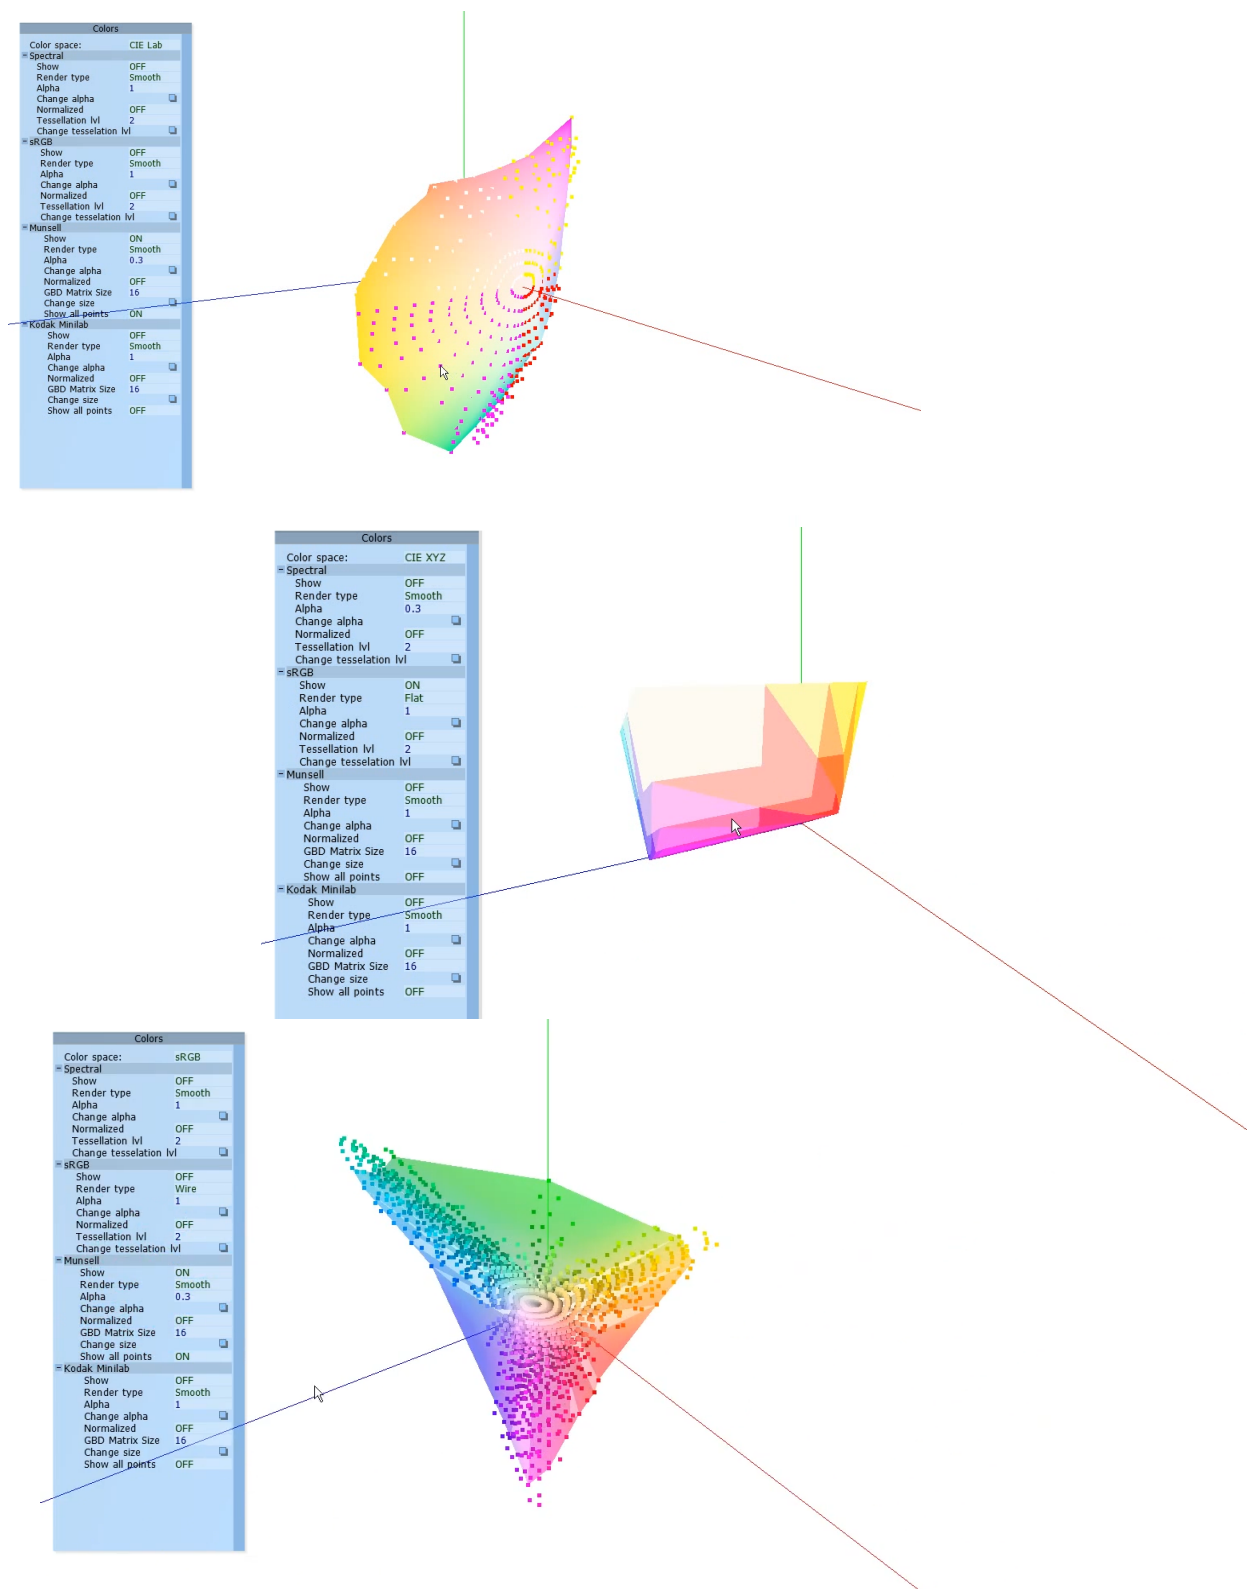 Colors
Color space: CIE Lab
Spectral
Show OFF
Render type Smooth
Alpha 1
Change alpha
Normalized OFF
Tessellation lvl 2
Change tesselation lvl
sRGB
Show OFF
Render type Smooth
Alpha 1
Change alpha
Normalized OFF
Tessellation lvl 2
Change tesselation lvl
Munsell
Show ON
Render type Smooth
Alpha 0.3
Change alpha
Normalized OFF
GBD Matrix Size 16
Change size
Show all points ON
Kodak Minilab
Show OFF
Render type Smooth
Alpha 1
Change alpha
Normalized OFF
GBD Matrix Size 16
Change size
Show all points OFF
Colors
Color space: CIE XYZ
Spectral
Show OFF
Render type Smooth
Alpha 0.3
Change alpha
Normalized OFF
Tessellation lvl 2
Change tesselation lvl
sRGB
Show ON
Render type Flat
Alpha 1
Change alpha
Normalized OFF
Tessellation lvl 2
Change tesselation lvl
Munsell
Show OFF
Render type Smooth
Alpha 1
Change alpha
Normalized OFF
GBD Matrix Size 16
Change size
Show all points OFF
Kodak Minilab
Show OFF
Render type Smooth
Alpha 1
Change alpha
Normalized OFF
GBD Matrix Size 16
Change size
Show all points OFF
Colors
Color space: sRGB
Spectral
Show OFF
Render type Smooth
Alpha 1
Change alpha
Normalized OFF
Tessellation lvl 2
Change tesselation lvl
sRGB
Show OFF
Render type Wire
Alpha 1
Change alpha
Normalized OFF
Tessellation lvl 2
Change tesselation lvl
Munsell
Show ON
Render type Smooth
Alpha 0.3
Change alpha
Normalized OFF
GBD Matrix Size 16
Change size
Show all points ON
Kodak Minilab
Show OFF
Render type Smooth
Alpha 1
Change alpha
Normalized OFF
GBD Matrix Size 16
Change size
Show all points OFF